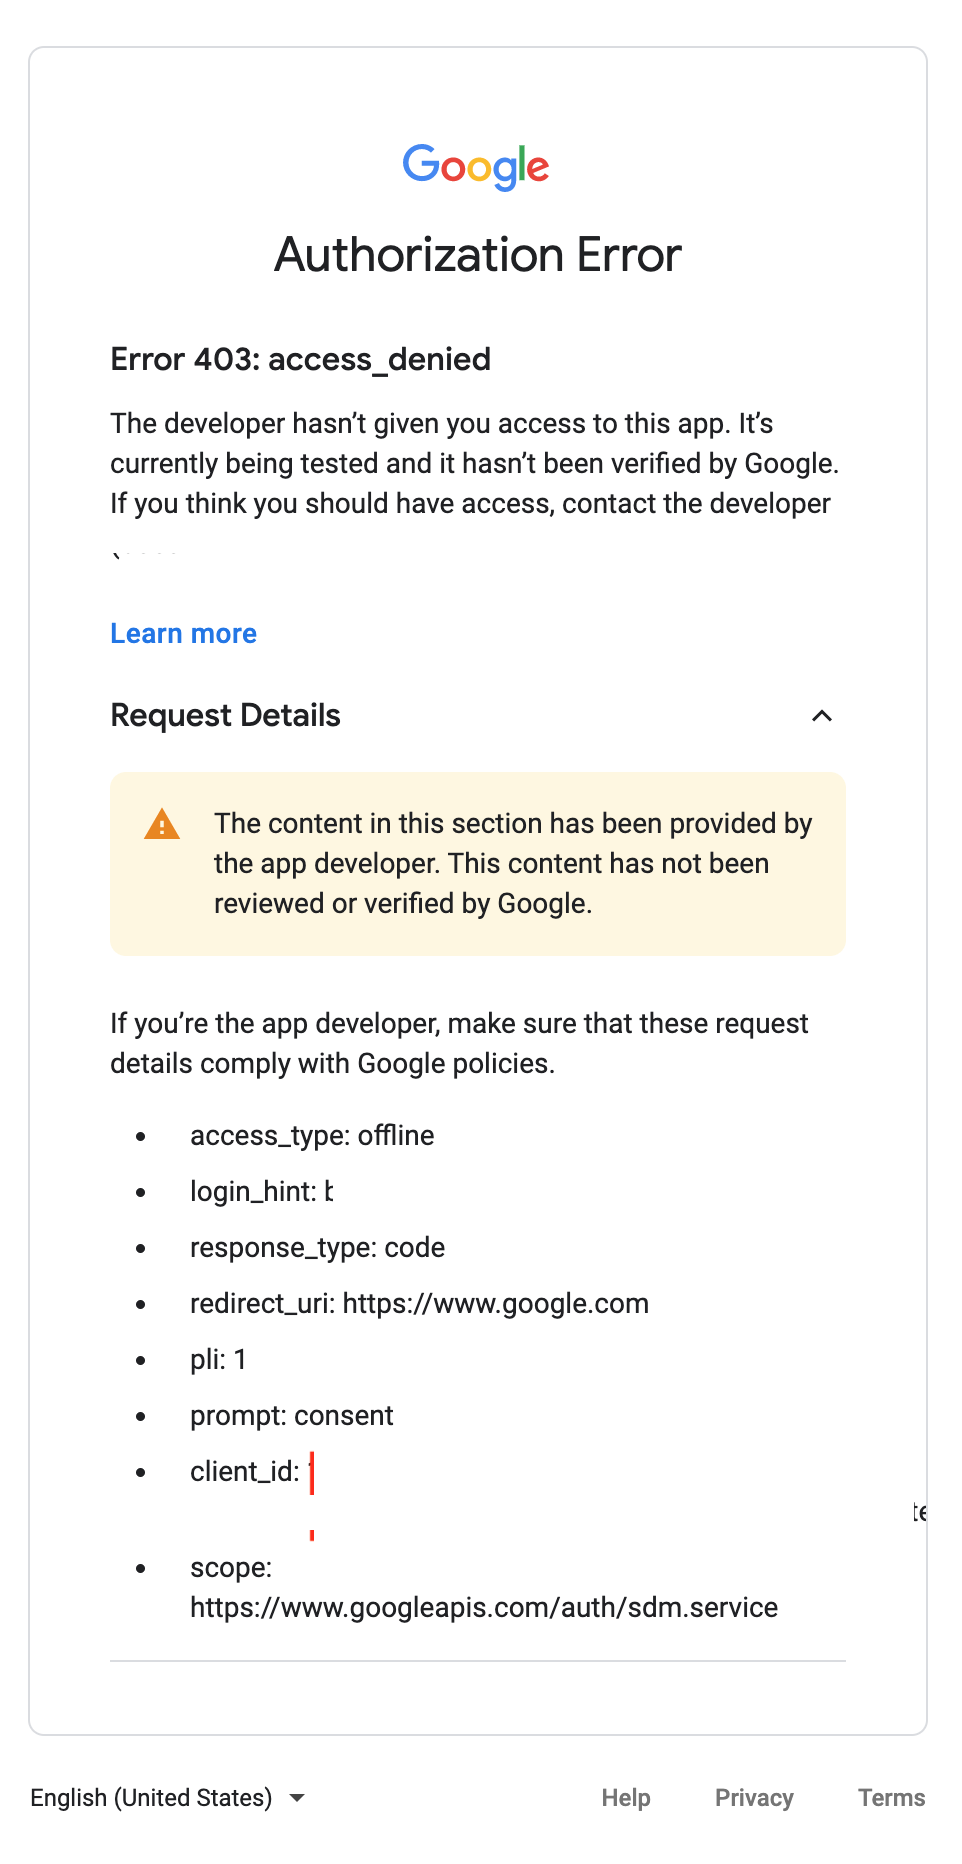 Google
Authorization Error
Error 403: access_denied
The developer hasn’t given you access to this app. It’s
currently being tested and it hasn’t been verified by Google.
If you think you should have access, contact the developer
Learn more
Request Details
The content in this section has been provided by
the app developer. This content has not been
reviewed or verified by Google.
If you’re the app developer, make sure that these request
details comply with Google policies.
• access_type: offline
• login_hint:
• response_type: code
• redirect_uri: https://www.google.com
• pli: 1
• prompt: consent
• client_id:
• scope:
https://www.googleapis.com/auth/sdm.service
English (United States)
Help Privacy Terms